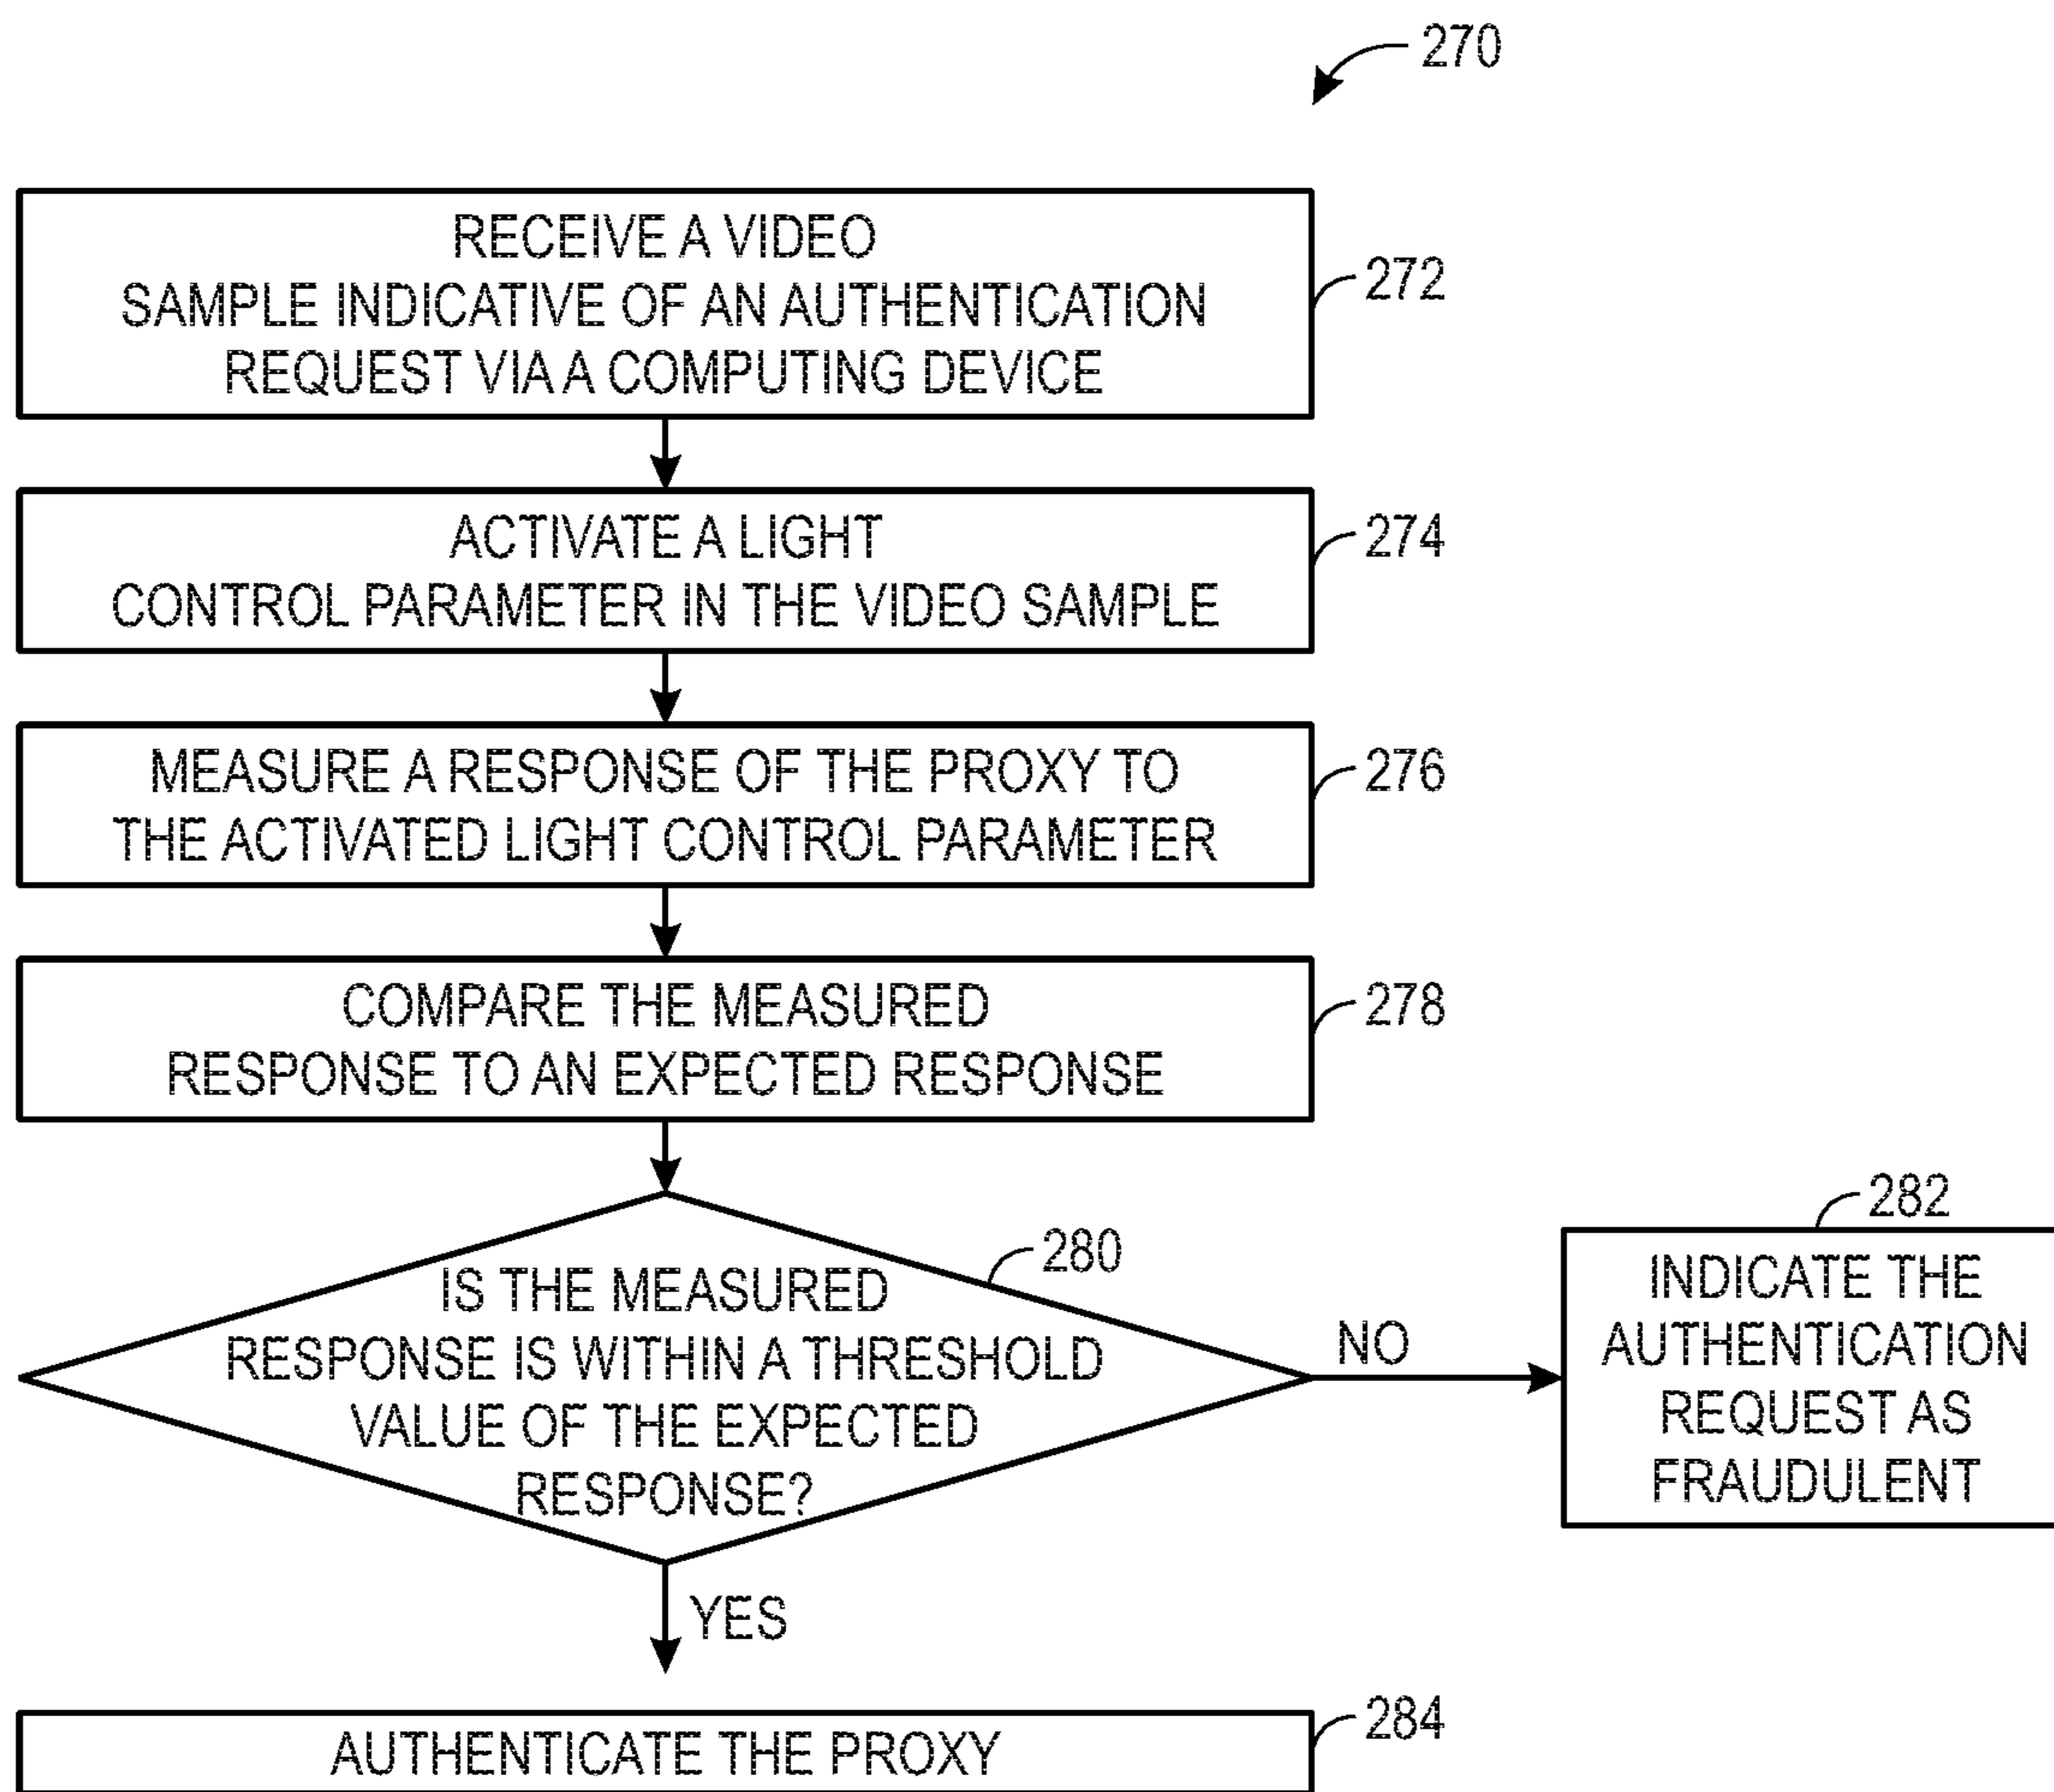 270
RECEIVE A VIDEO
SAMPLE INDICATIVE OF AN AUTHENTICATION
REQUEST VIA A COMPUTING DEVICE
272
ACTIVATE A LIGHT
CONTROL PARAMETER IN THE VIDEO SAMPLE
274
MEASURE A RESPONSE OF THE PROXY TO
THE ACTIVATED LIGHT CONTROL PARAMETER
276
COMPARE THE MEASURED
RESPONSE TO AN EXPECTED RESPONSE
278
IS THE MEASURED
RESPONSE IS WITHIN A THRESHOLD
VALUE OF THE EXPECTED
RESPONSE?
280
NO
282
INDICATE THE
AUTHENTICATION
REQUEST AS
FRAUDULENT
YES
AUTHENTICATE THE PROXY
284